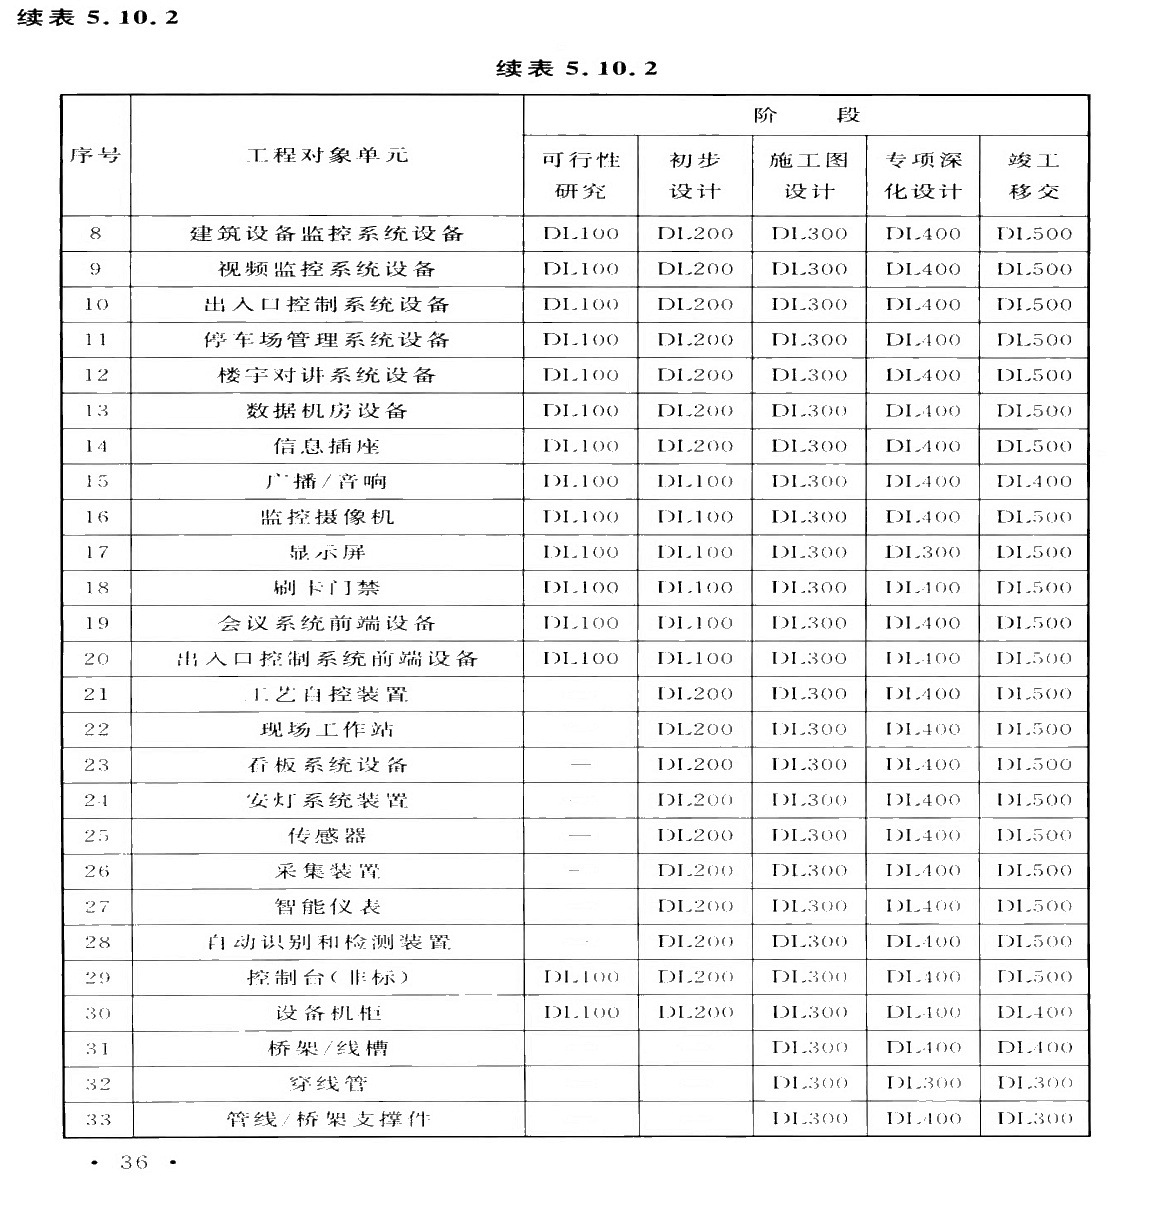 续表 5.10.2
续表 5.10.2
序号 工程对象单元 阶 段
可行性研究 初步设计 施工图设计 专项深化设计 竣工移交
8 建筑设备监控系统设备 DL100 DL200 DL300 DL400 DL500
9 视频监控系统设备 DL100 DL200 DL300 DL400 DL500
10 出入口控制系统设备 DL100 DL200 DL300 DL400 DL500
11 停车场管理系统设备 DL100 DL200 DL300 DL400 DL500
12 楼宇对讲系统设备 DL100 DL200 DL300 DL400 DL500
13 数据机房设备 DL100 DL200 DL300 DL400 DL500
14 信息插座 DL100 DL200 DL300 DL400 DL500
15 广播/音响 DL100 DL100 DL300 DL400 DL400
16 监控摄像机 DL100 DL100 DL300 DL400 DL500
17 显示屏 DL100 DL100 DL300 DL300 DL500
18 刷卡门禁 DL100 DL100 DL300 DL400 DL500
19 会议系统前端设备 DL100 DL100 DL300 DL400 DL500
20 出入口控制系统前端设备 DL100 DL100 DL300 DL400 DL500
21 工艺自控装置 DL200 DL300 DL400 DL500
22 现场工作站 DL200 DL300 DL400 DL500
23 看板系统设备 — DL200 DL300 DL400 DL500
24 安灯系统装置 DL200 DL300 DL400 DL500
25 传感器 — DL200 DL300 DL400 DL500
26 采集装置 — DL200 DL300 DL400 DL500
27 智能仪表 DL200 DL300 DL400 DL500
28 自动识别和检测装置 DL200 DL300 DL400 DL500
29 控制台(非标) DL100 DL200 DL300 DL400 DL500
30 设备机柜 DL100 DL200 DL300 DL400 DL400
31 桥架/线槽 DL300 DL400 DL400
32 穿线管 DL300 DL300 DL300
33 管线/桥架支撑件 DL300 DL400 DL300
· 36 ·